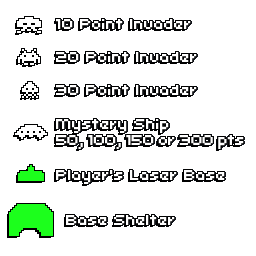 10 Point Invader
20 Point Invader
30 Point Invader
Mystery Ship
50, 100, 150 or 300 pts
Player's Laser Base
Base Shelter